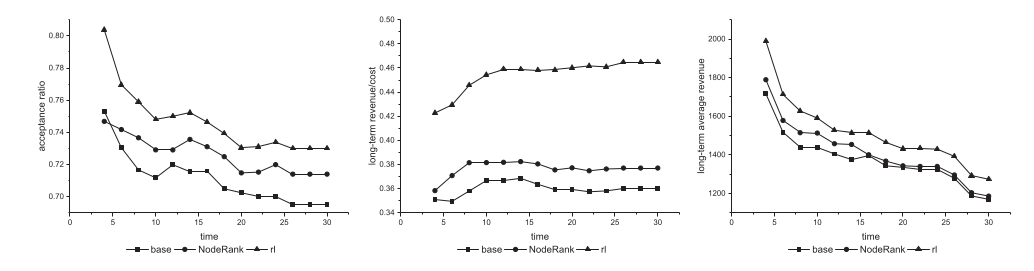 acceptance ratio
0.80
0.78
0.76
0.74
0.72
0.70
0 5 10 15 20 25 30
time
base NodeRank rl
long-term revenue/cost
0.50
0.48
0.46
0.44
0.42
0.40
0.38
0.36
0.34
0 5 10 15 20 25 30
time
base NodeRank rl
long-term average revenue
2000
1800
1600
1400
1200
0 5 10 15 20 25 30
time
base NodeRank rl